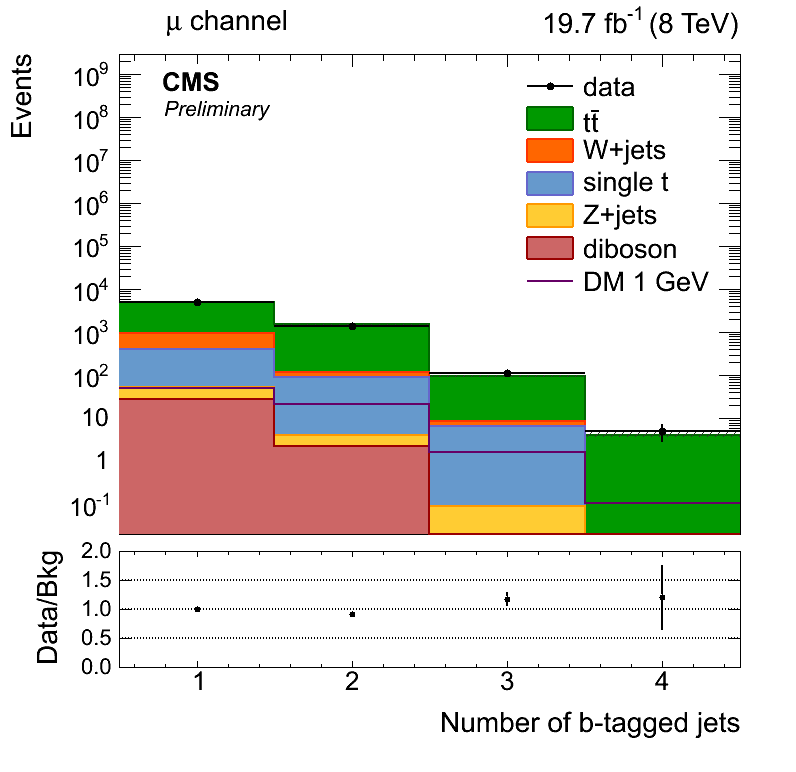 μ channel 19.7 fb⁻¹ (8 TeV)
Events
CMS
Preliminary
data
tt̄
W+jets
single t
Z+jets
diboson
DM 1 GeV
10⁹
10⁸
10⁷
10⁶
10⁵
10⁴
10³
10²
10
1
10⁻¹
Data/Bkg
2.0
1.5
1.0
0.5
0.0
1 2 3 4
Number of b-tagged jets